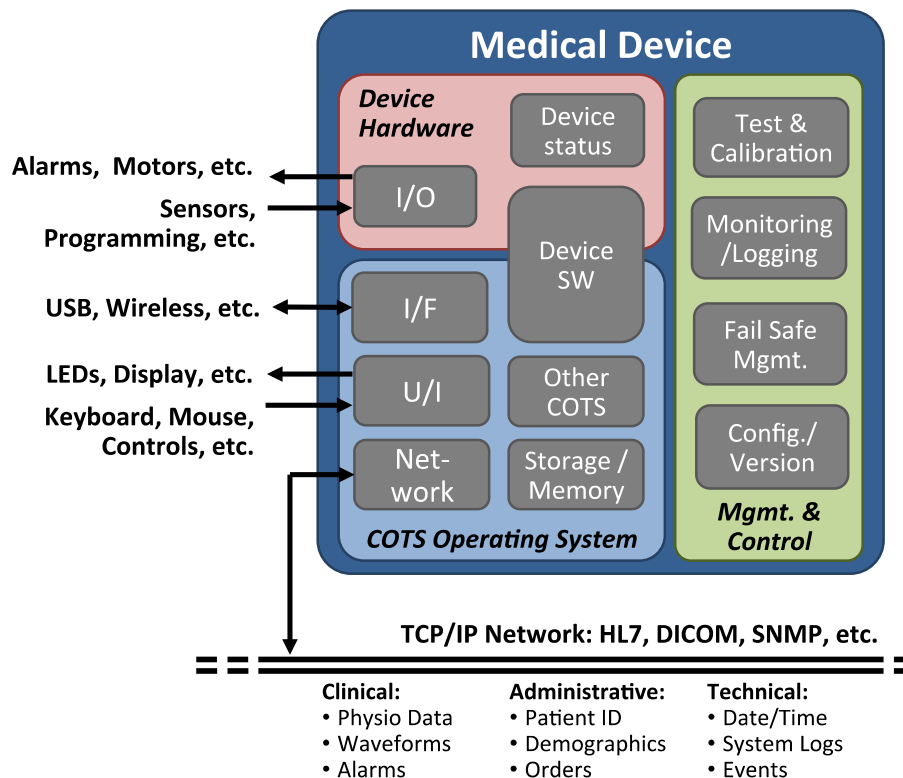 Medical Device
Device
Hardware
Device
status
I/O
Device
SW
Alarms, Motors, etc.
Sensors,
Programming, etc.
USB, Wireless, etc.
I/F
LEDs, Display, etc.
U/I
Keyboard, Mouse,
Controls, etc.
Other
COTS
Net-
work
Storage /
Memory
COTS Operating System
Test &
Calibration
Monitoring
/Logging
Fail Safe
Mgmt.
Config./
Version
Mgmt. &
Control
TCP/IP Network: HL7, DICOM, SNMP, etc.
Clinical:
• Physio Data
• Waveforms
• Alarms
Administrative:
• Patient ID
• Demographics
• Orders
Technical:
• Date/Time
• System Logs
• Events